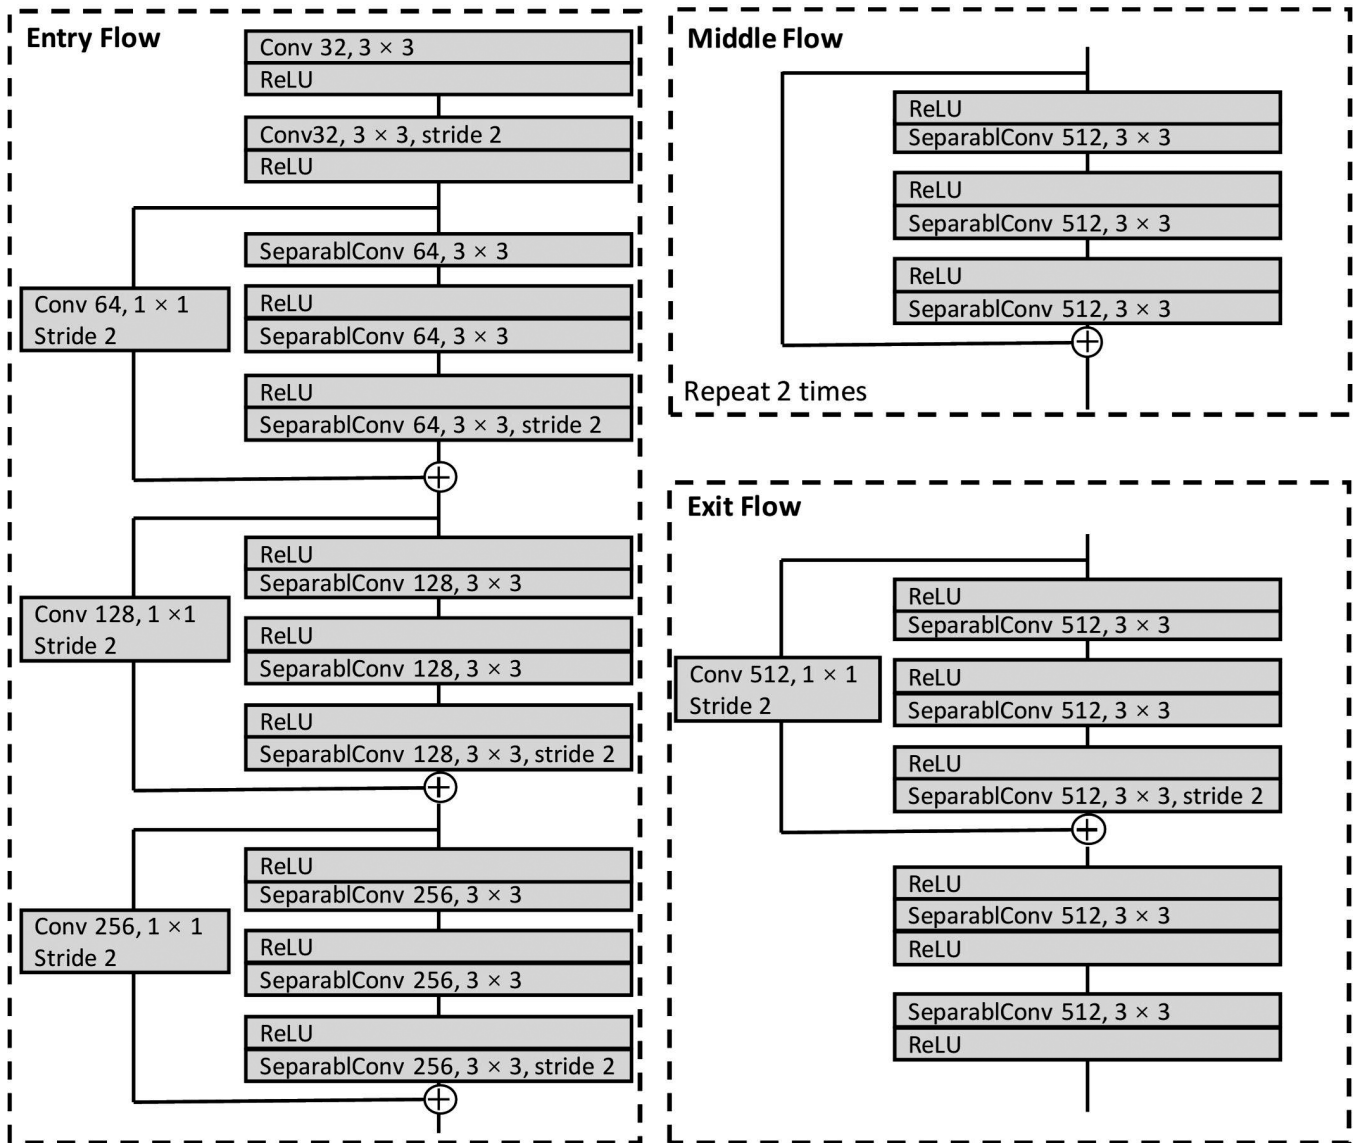 Entry Flow
Conv 32, 3 × 3
ReLU
Conv32, 3 × 3, stride 2
ReLU
SeparablConv 64, 3 × 3
Conv 64, 1 × 1
Stride 2
ReLU
SeparablConv 64, 3 × 3
ReLU
SeparablConv 64, 3 × 3, stride 2
ReLU
SeparablConv 128, 3 × 3
Conv 128, 1 ×1
Stride 2
ReLU
SeparablConv 128, 3 × 3
ReLU
SeparablConv 128, 3 × 3, stride 2
ReLU
SeparablConv 256, 3 × 3
Conv 256, 1 × 1
Stride 2
ReLU
SeparablConv 256, 3 × 3
ReLU
SeparablConv 256, 3 × 3, stride 2
Middle Flow
ReLU
SeparablConv 512, 3 × 3
ReLU
SeparablConv 512, 3 × 3
ReLU
SeparablConv 512, 3 × 3
Repeat 2 times
Exit Flow
ReLU
SeparablConv 512, 3 × 3
Conv 512, 1 × 1
Stride 2
ReLU
SeparablConv 512, 3 × 3
ReLU
SeparablConv 512, 3 × 3, stride 2
ReLU
SeparablConv 512, 3 × 3
ReLU
SeparablConv 512, 3 × 3
ReLU